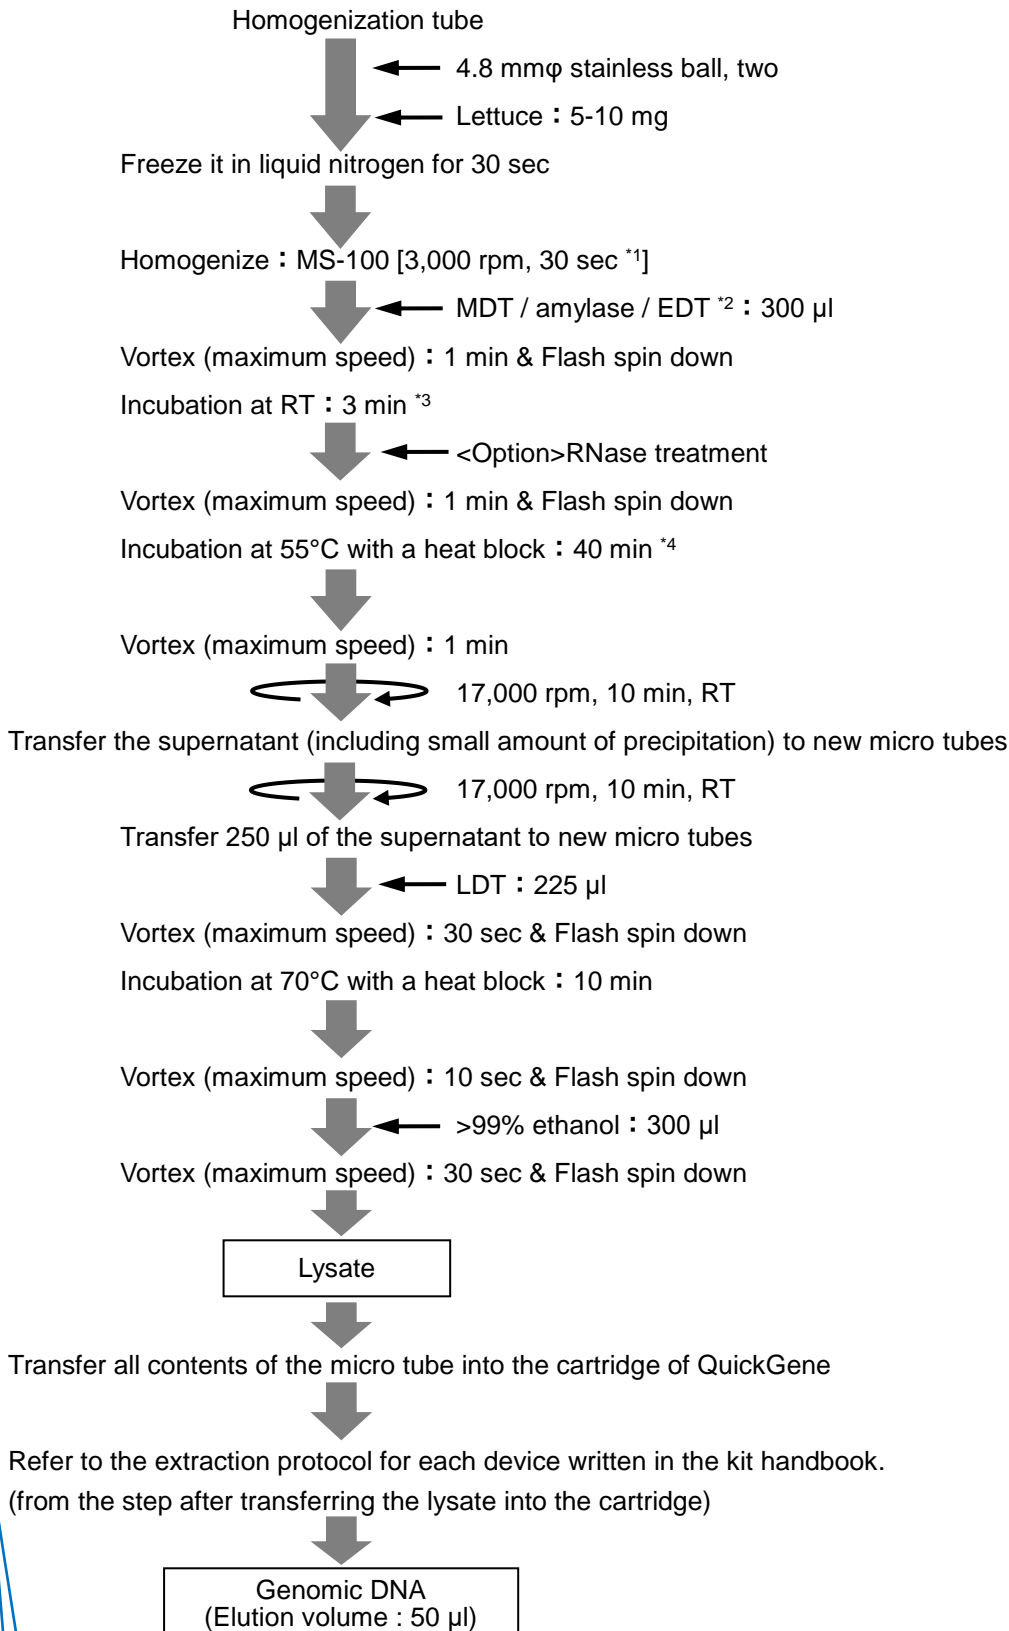 Homogenization tube
4.8 mmφ stainless ball, two
Lettuce：5-10 mg
Freeze it in liquid nitrogen for 30 sec
Homogenize：MS-100 [3,000 rpm, 30 sec *1]
MDT / amylase / EDT *2：300 µl
Vortex (maximum speed)：1 min & Flash spin down
Incubation at RT：3 min *3
<Option>RNase treatment
Vortex (maximum speed)：1 min & Flash spin down
Incubation at 55°C with a heat block：40 min *4
Vortex (maximum speed)：1 min
17,000 rpm, 10 min, RT
Transfer the supernatant (including small amount of precipitation) to new micro tubes
17,000 rpm, 10 min, RT
Transfer 250 µl of the supernatant to new micro tubes
LDT：225 µl
Vortex (maximum speed)：30 sec & Flash spin down
Incubation at 70°C with a heat block：10 min
Vortex (maximum speed)：10 sec & Flash spin down
>99% ethanol：300 µl
Vortex (maximum speed)：30 sec & Flash spin down
Lysate
Transfer all contents of the micro tube into the cartridge of QuickGene
Refer to the extraction protocol for each device written in the kit handbook.
(from the step after transferring the lysate into the cartridge)
Genomic DNA
(Elution volume : 50 µl)